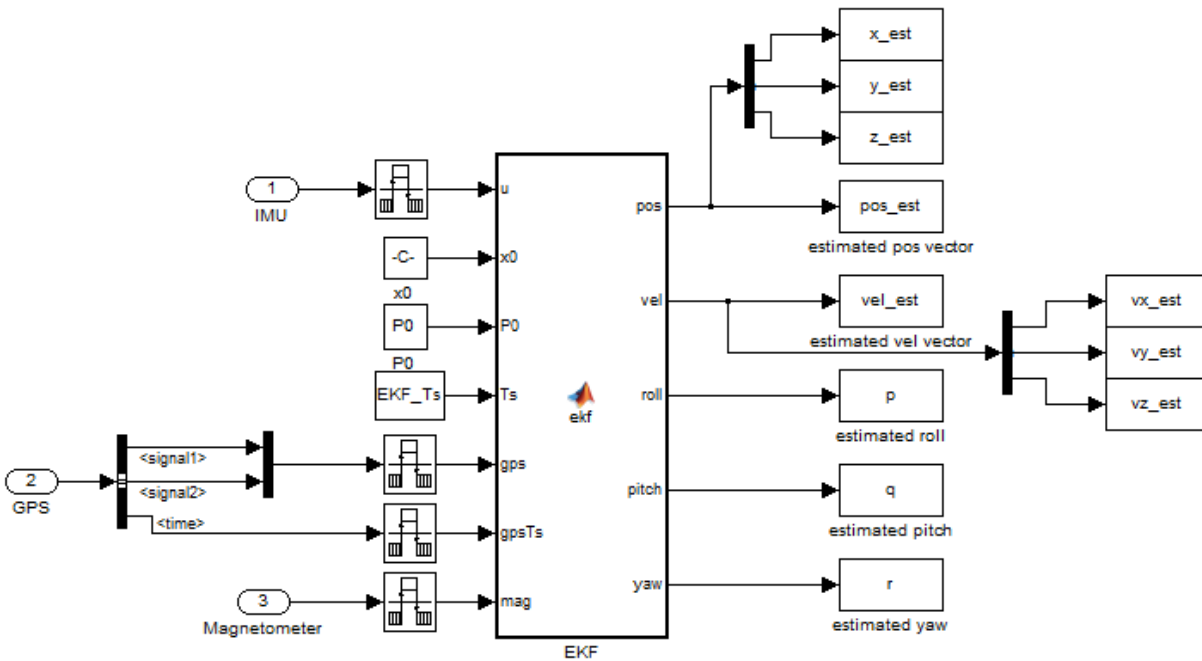 x_est
y_est
z_est
1
IMU
u
pos
pos_est
estimated pos vector
-C-
x0
x0
vel
vel_est
estimated vel vector
vx_est
vy_est
vz_est
P0
P0
P0
EKF_Ts
Ts
ekf
roll
p
estimated roll
2
GPS
<signal1>
<signal2>
<time>
gps
gpsTs
pitch
q
estimated pitch
3
Magnetometer
mag
yaw
r
estimated yaw
EKF